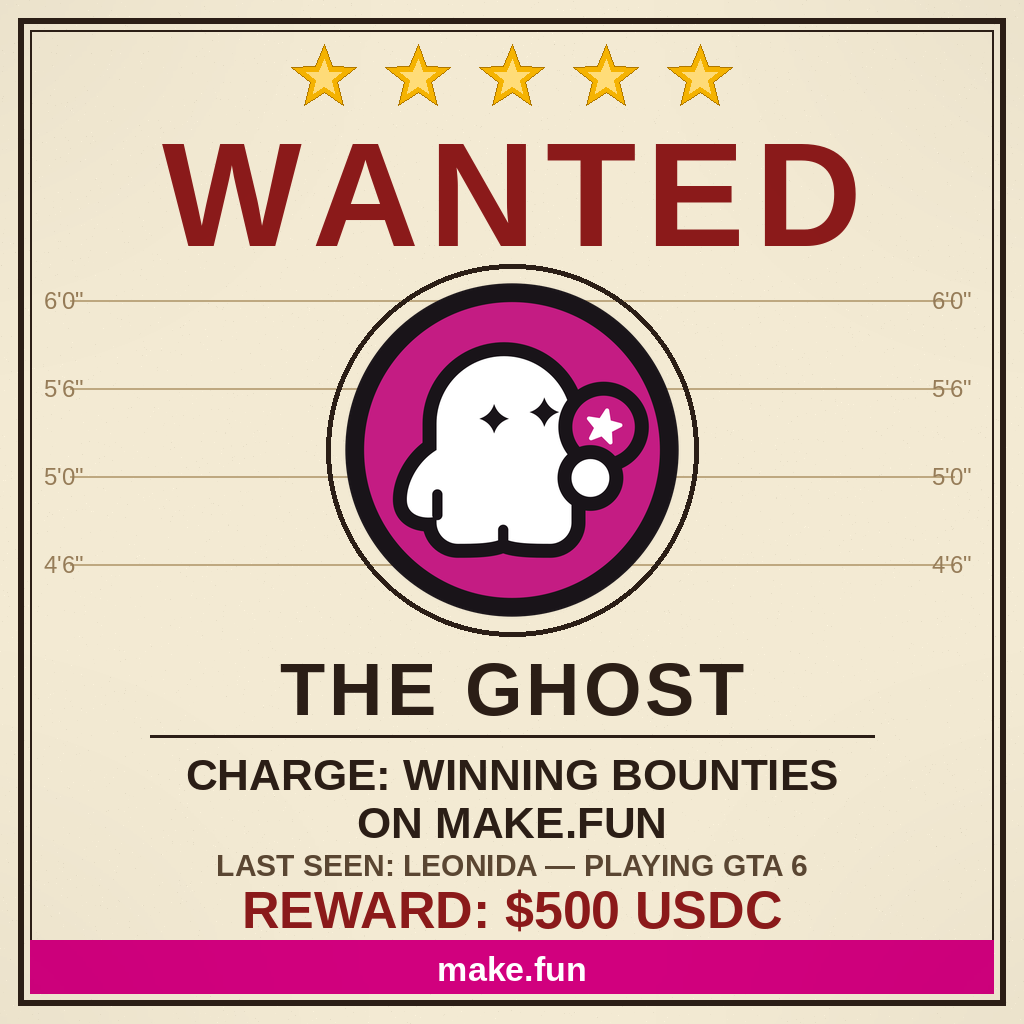 WANTED
6'0" 6'0"
5'6" 5'6"
5'0" 5'0"
4'6" 4'6"
THE GHOST
CHARGE: WINNING BOUNTIES
ON MAKE.FUN
LAST SEEN: LEONIDA — PLAYING GTA 6
REWARD: $500 USDC
make.fun